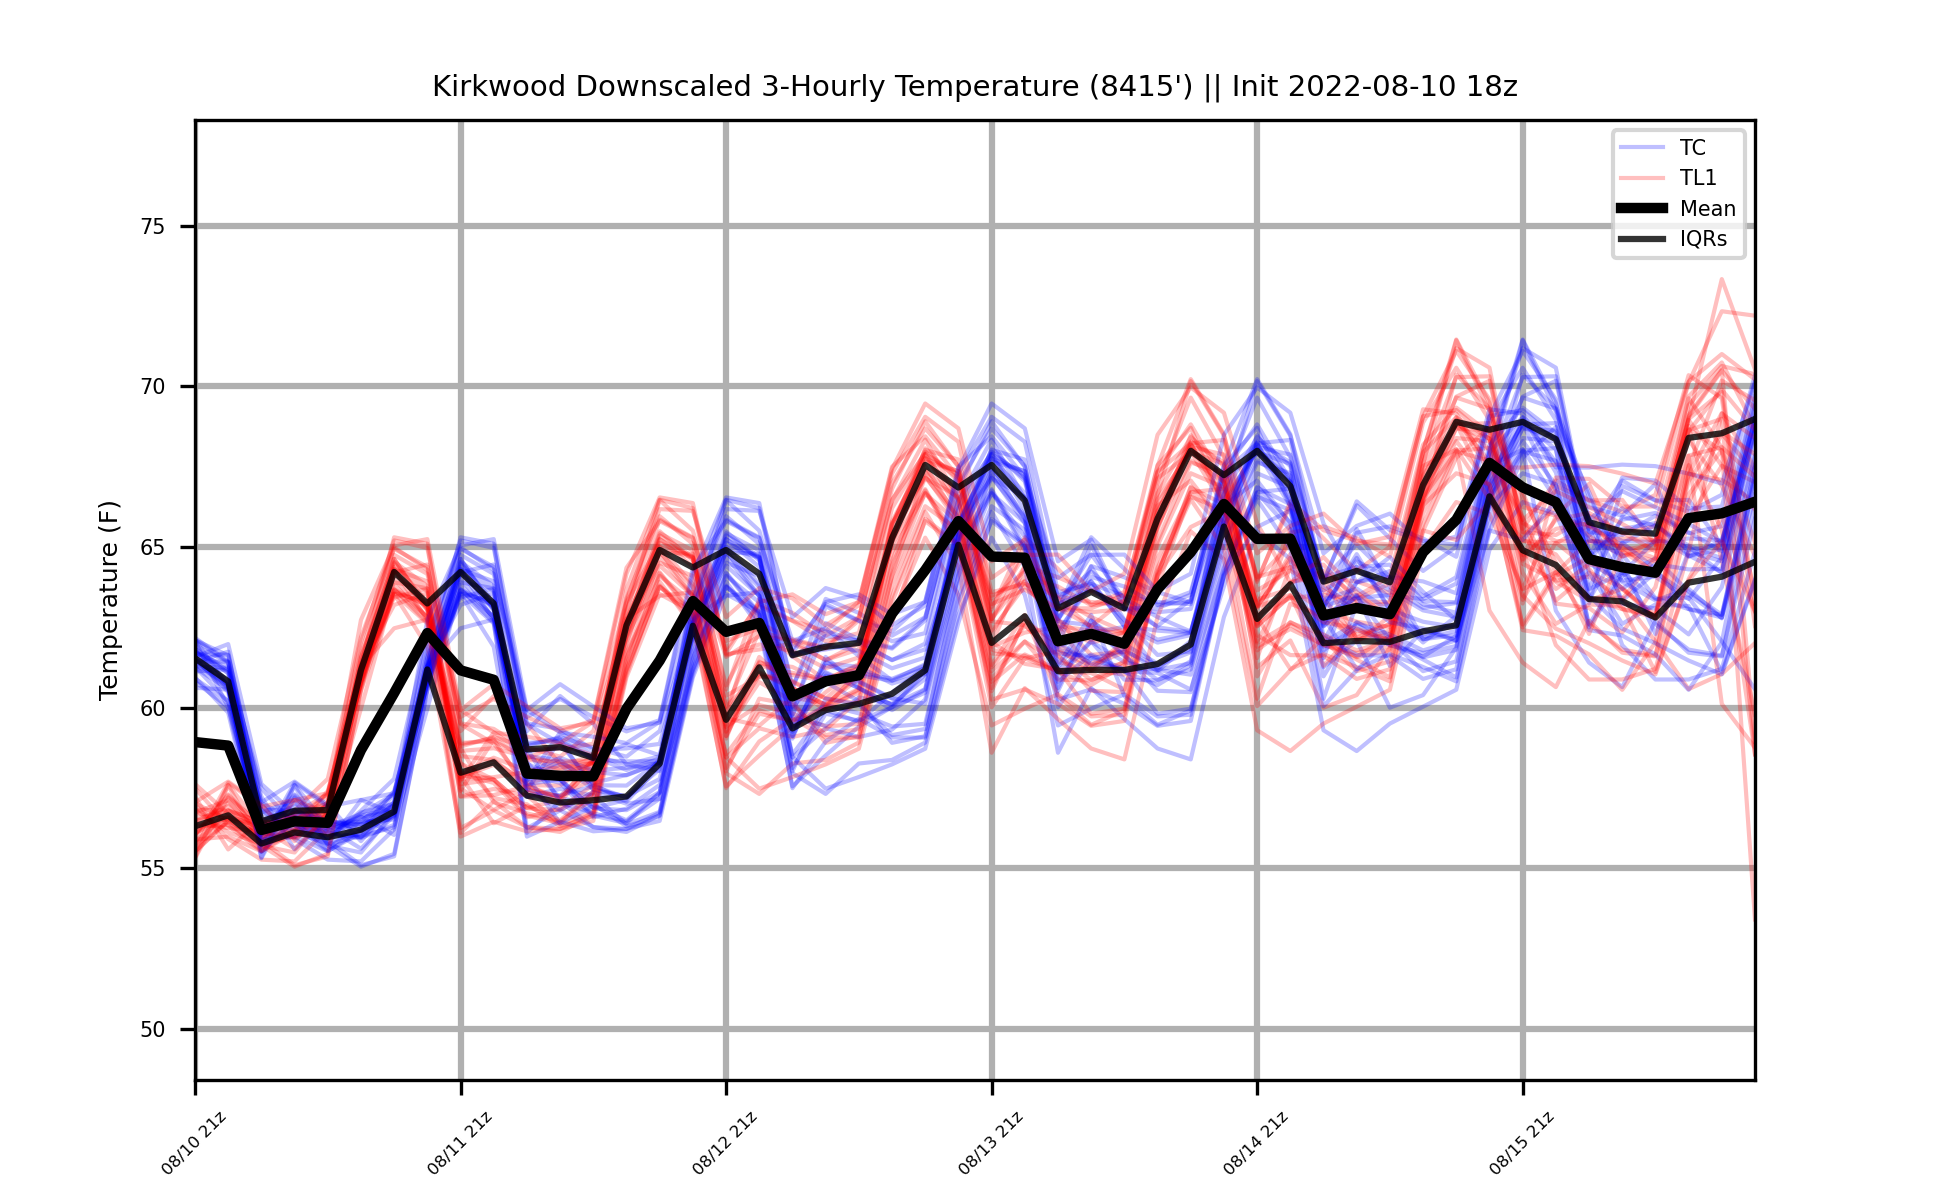 Kirkwood Downscaled 3-Hourly Temperature (8415') || Init 2022-08-10 18z
TC
TL1
Mean
IQRs
Temperature (F)
75
70
65
60
55
50
08/10 21z
08/11 21z
08/12 21z
08/13 21z
08/14 21z
08/15 21z